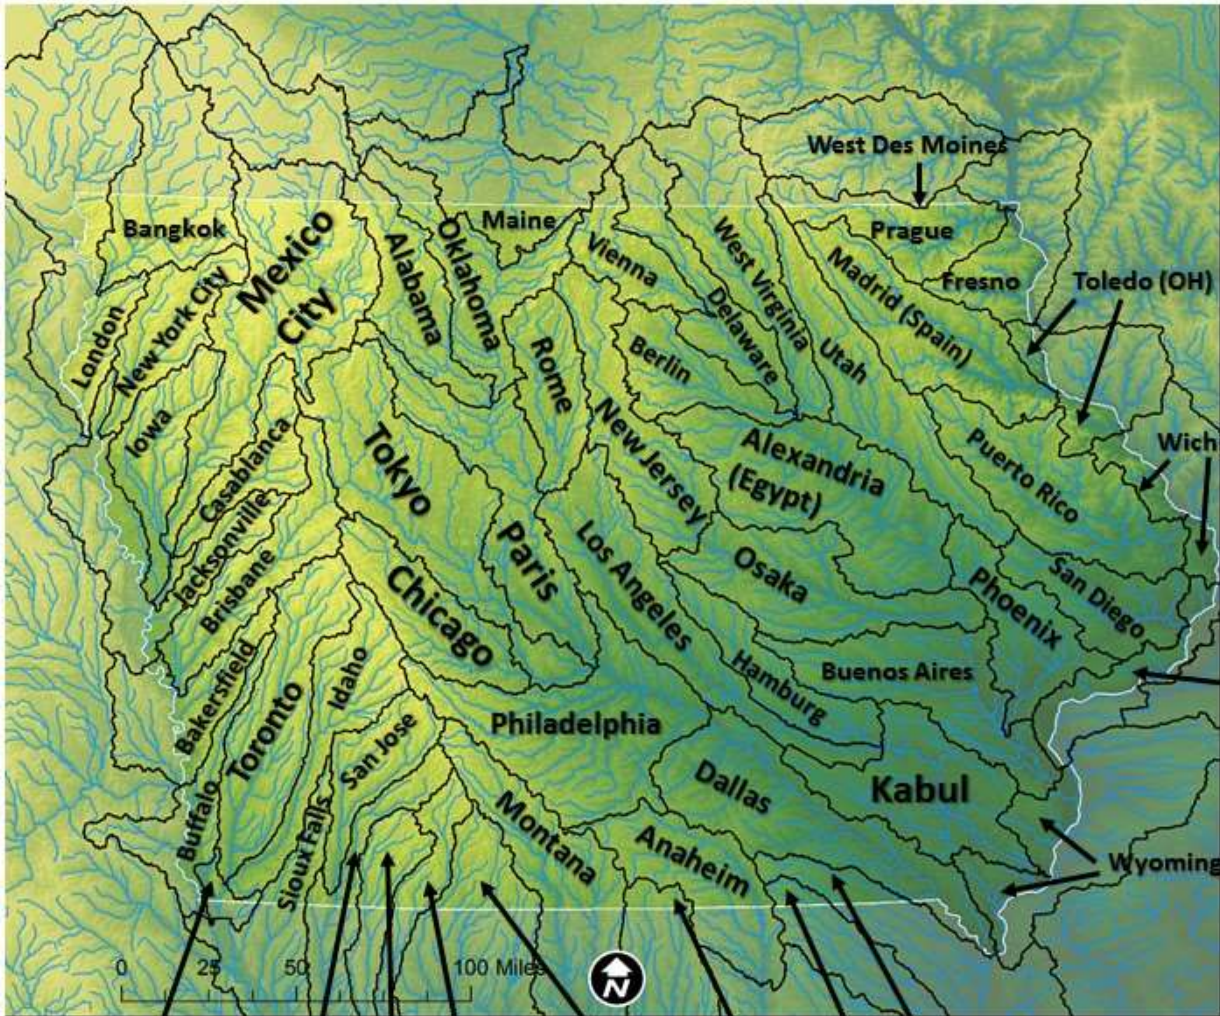 West Des Moines
Bangkok
Mexico
City
Alabama
Oklahoma
Maine
Vienna
West Virginia
Prague
Madrid (Spain)
Fresno
Toledo (OH)
London
New York City
Delaware
Utah
Rome
Berlin
Iowa
Casablanca
Tokyo
New Jersey
Alexandria
(Egypt)
Puerto Rico
Wich
Jacksonville
Brisbane
Paris
Los Angeles
Osaka
Phoenix
San Diego
Chicago
Bakersfield
Toronto
Idaho
Hamburg
Buenos Aires
San Jose
Philadelphia
Dallas
Kabul
Buffalo
Sioux Falls
Montana
Anaheim
Wyoming
0 25 50 100 Miles
N